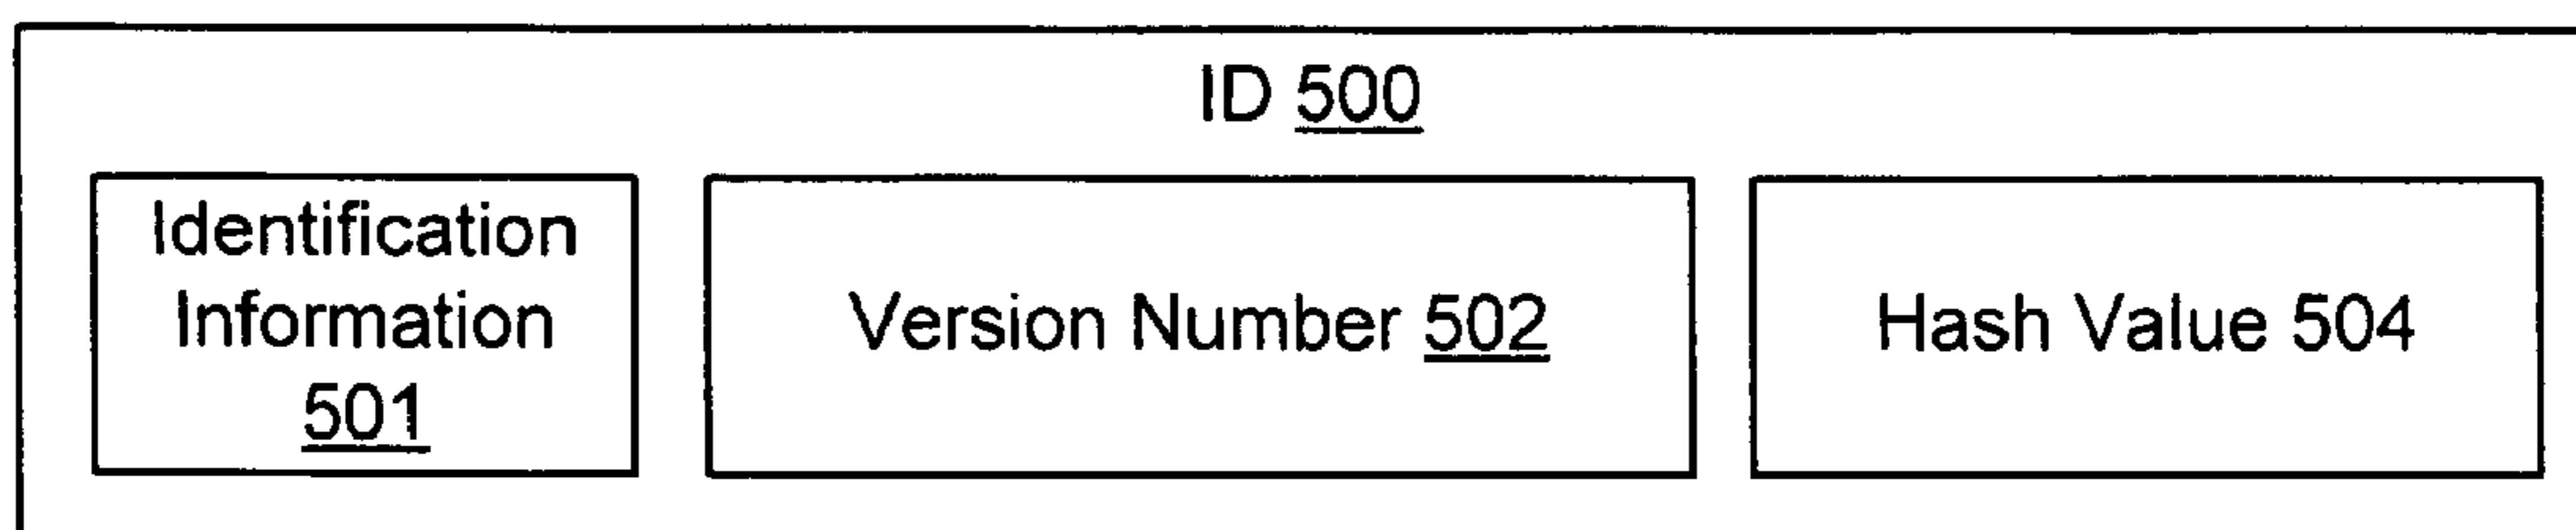 ID 500
Identification
Information
501
Version Number 502
Hash Value 504